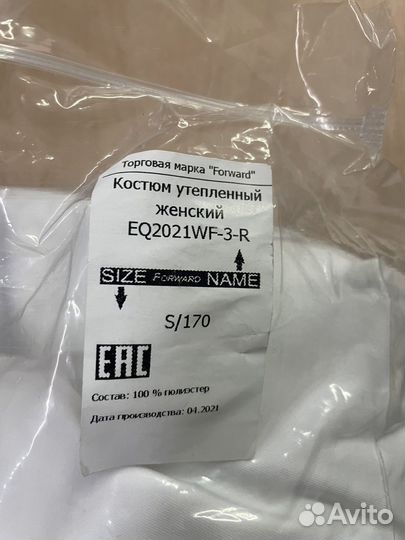 Торговая марка "Forward"
Костюм утепленный
женский
EQ2021WF-3-R
SIZE FORWARD NAME
S/170
EAC
Состав: 100 % полиэстер
Дата производства: 04.2021
Avito